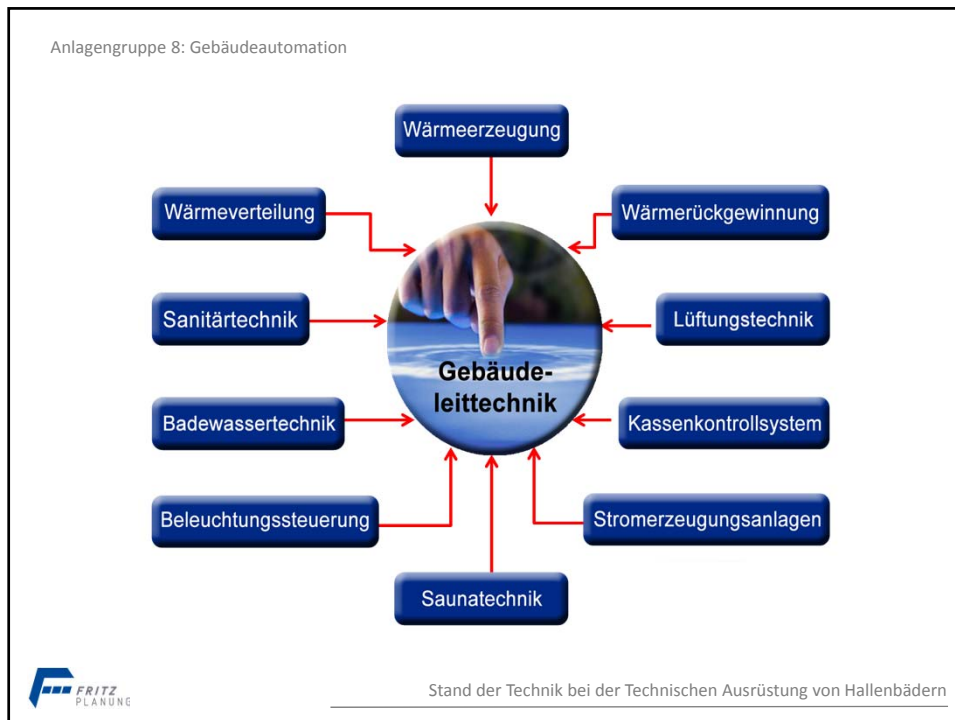 Anlagengruppe 8: Gebäudeautomation
Wärmeerzeugung
Wärmeverteilung
Wärmerückgewinnung
Sanitärtechnik
Lüftungstechnik
Gebäude-
leittechnik
Badewassertechnik
Kassenkontrollsystem
Beleuchtungssteuerung
Stromerzeugungsanlagen
Saunatechnik
FRITZ
PLANUNG
Stand der Technik bei der Technischen Ausrüstung von Hallenbädern